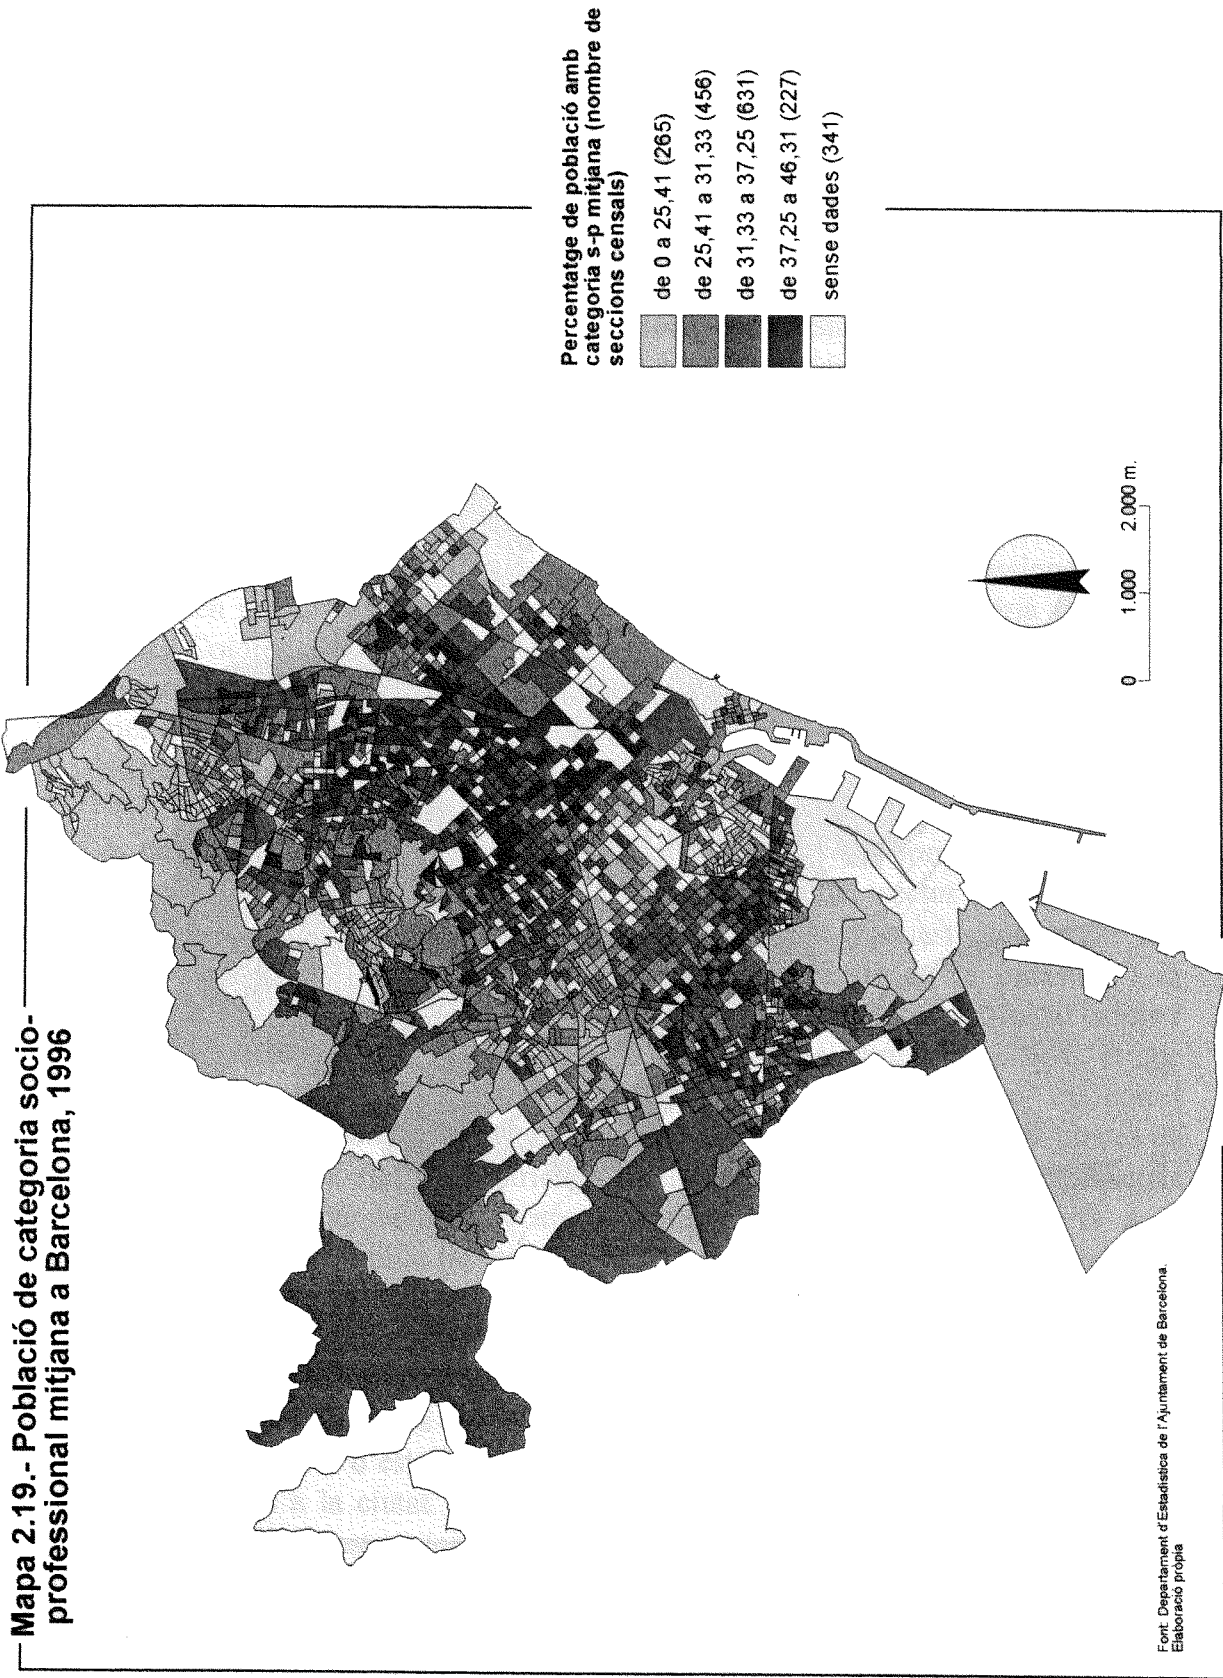 Mapa 2.19.- Població de categoria socio-
professional mitjana a Barcelona, 1996
Percentatge de població amb
categoria s-p mitjana (nombre de
seccions censals)
de 0 a 25,41 (265)
de 25,41 a 31,33 (456)
de 31,33 a 37,25 (631)
de 37,25 a 46,31 (227)
sense dades (341)
0 1.000 2.000 m.
Font: Departament d'Estadística de l'Ajuntament de Barcelona.
Elaboració pròpia